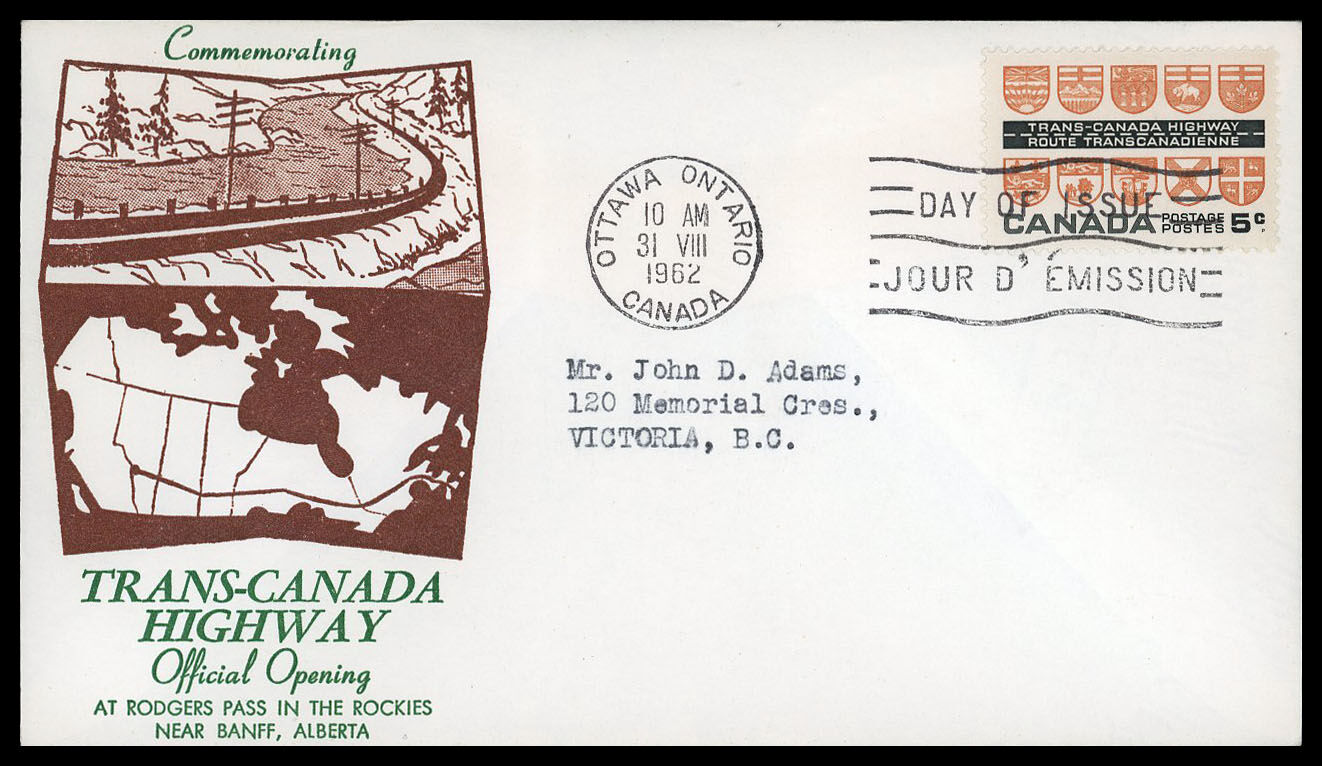 Commemorating
TRANS-CANADA
HIGHWAY
Official Opening
AT RODGERS PASS IN THE ROCKIES
NEAR BANFF, ALBERTA
OTTAWA ONTARIO
10 AM
31 VIII
1962
CANADA
TRANS-CANADA HIGHWAY
ROUTE TRANSCANADIENNE
CANADA POSTAGE 5c
POSTES
DAY OF ISSUE
JOUR D'ÉMISSION
Mr. John D. Adams,
120 Memorial Cres.,
VICTORIA, B.C.